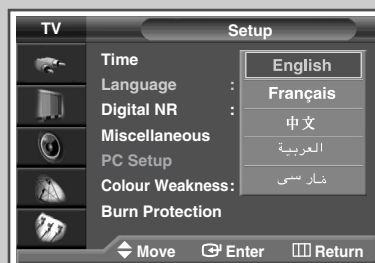 TV
Setup
Time
Language :
Digital NR :
Miscellaneous
PC Setup
Colour Weakness:
Burn Protection
English
Français
中文
العربية
فارسی
Move Enter Return